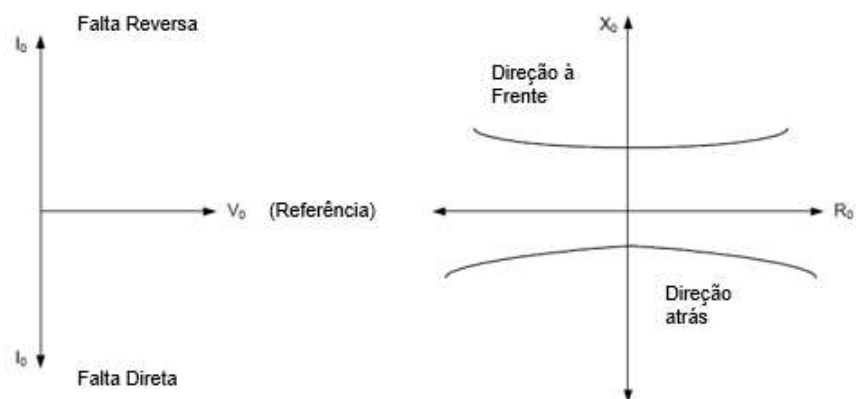 Falta Reversa
I₀
V₀ (Referência)
I₀
Falta Direta
X₀
Direção à
Frente
R₀
Direção
atrás